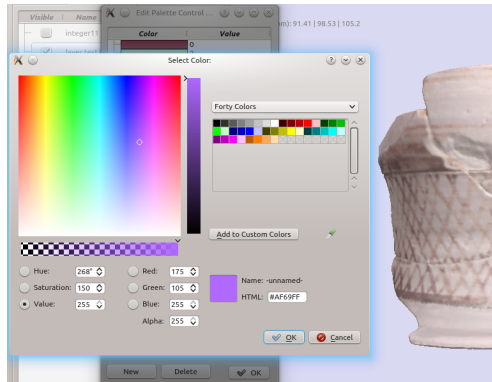 Visible Name
Edit Palette Control ...
m): 91.41 | 98.53 | 105.2
integer11
Color Value
0
Select Color:
Forty Colors
Add to Custom Colors
Hue: 268° Red: 175
Saturation: 150 Green: 105
Value: 255 Blue: 255
Alpha: 255
Name: -unnamed-
HTML: #AF69FF
OK Cancel
New Delete OK